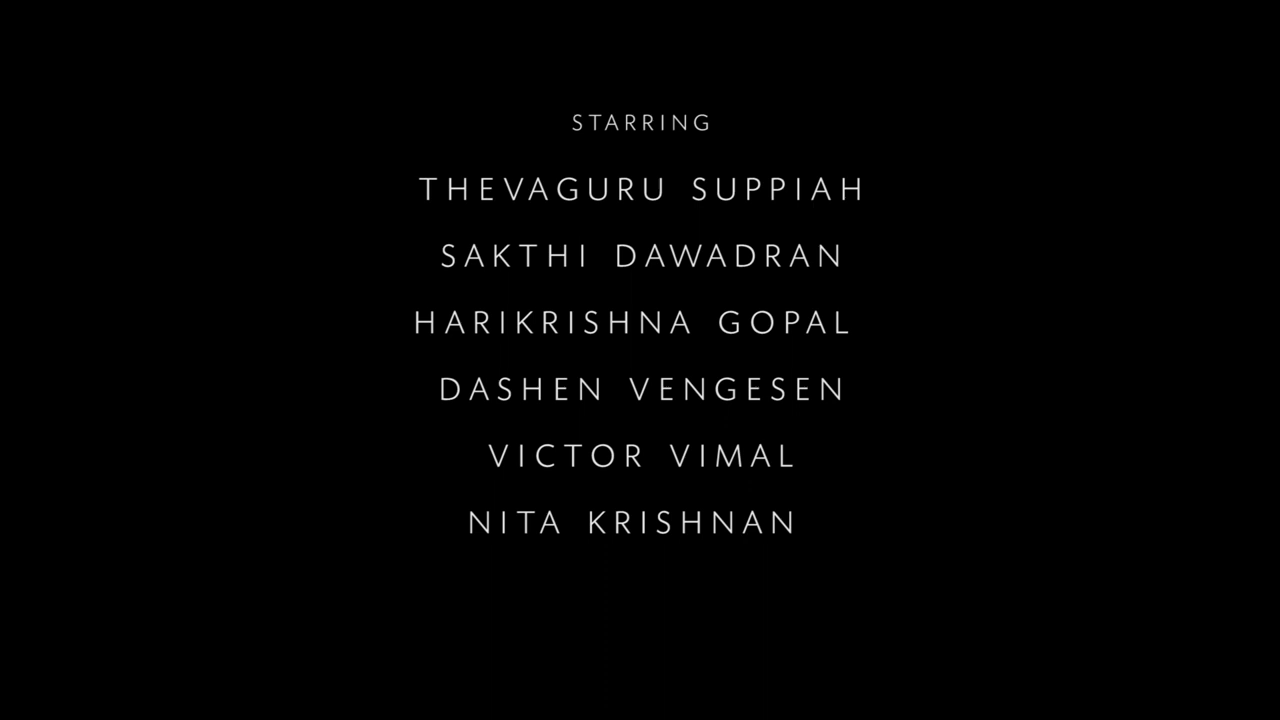 STARRING
THEVAGURU SUPPIAH
SAKTHI DAWADRAN
HARIKRISHNA GOPAL
DASHEN VENGESEN
VICTOR VIMAL
NITA KRISHNAN